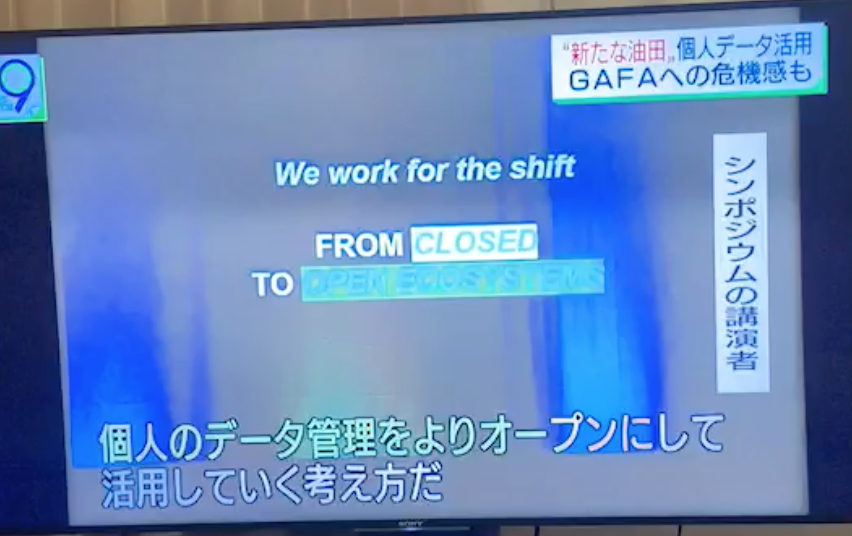 9
“新たな油田„個人データ活用
GAFAへの危機感も
We work for the shift
FROM CLOSED
TO OPEN ECOSYSTEMS
シンポジウムの講演者
個人のデータ管理をよりオープンにして
活用していく考え方だ
SONY